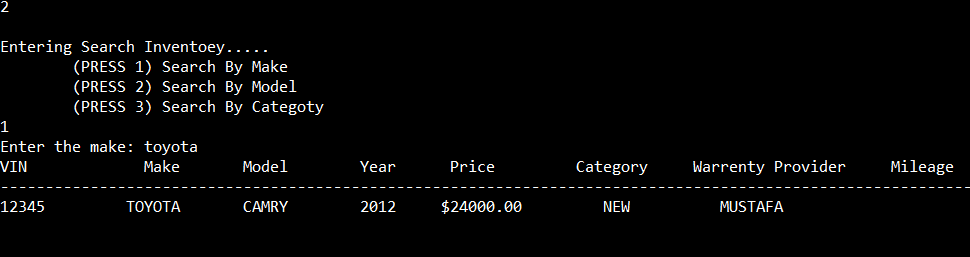 2
Entering Search Inventoey.....
(PRESS 1) Search By Make
(PRESS 2) Search By Model
(PRESS 3) Search By Categoty
1
Enter the make: toyota
VIN Make Model Year Price Category Warrenty Provider Mileage
------------------------------------------------------------------------------------------------------------
12345 TOYOTA CAMRY 2012 $24000.00 NEW MUSTAFA